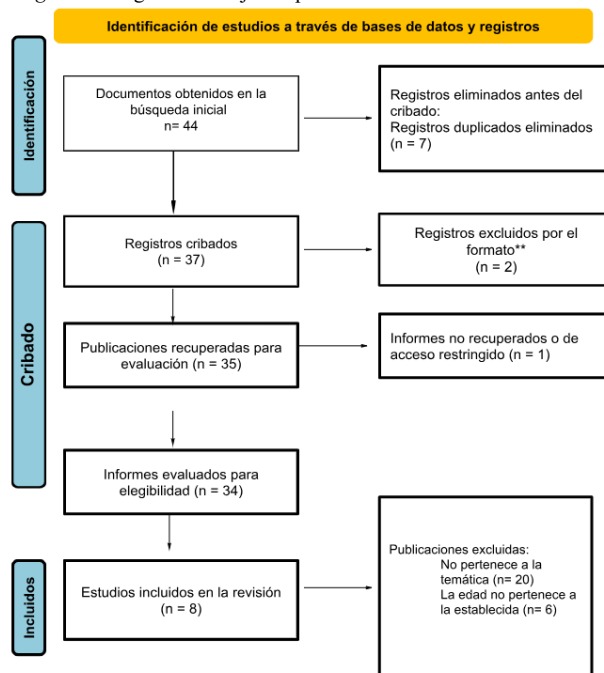 Identificación de estudios a través de bases de datos y registros
Identificación
Documentos obtenidos en la
búsqueda inicial
n= 44
Registros eliminados antes del
cribado:
Registros duplicados eliminados
(n = 7)
Cribado
Registros cribados
(n = 37)
Registros excluidos por el
formato**
(n = 2)
Publicaciones recuperadas para
evaluación (n = 35)
Informes no recuperados o de
acceso restringido (n = 1)
Informes evaluados para
elegibilidad (n = 34)
Incluidos
Estudios incluidos en la revisión
(n = 8)
Publicaciones excluidas:
No pertenece a la
temática (n= 20)
La edad no pertenece a
la establecida (n= 6)